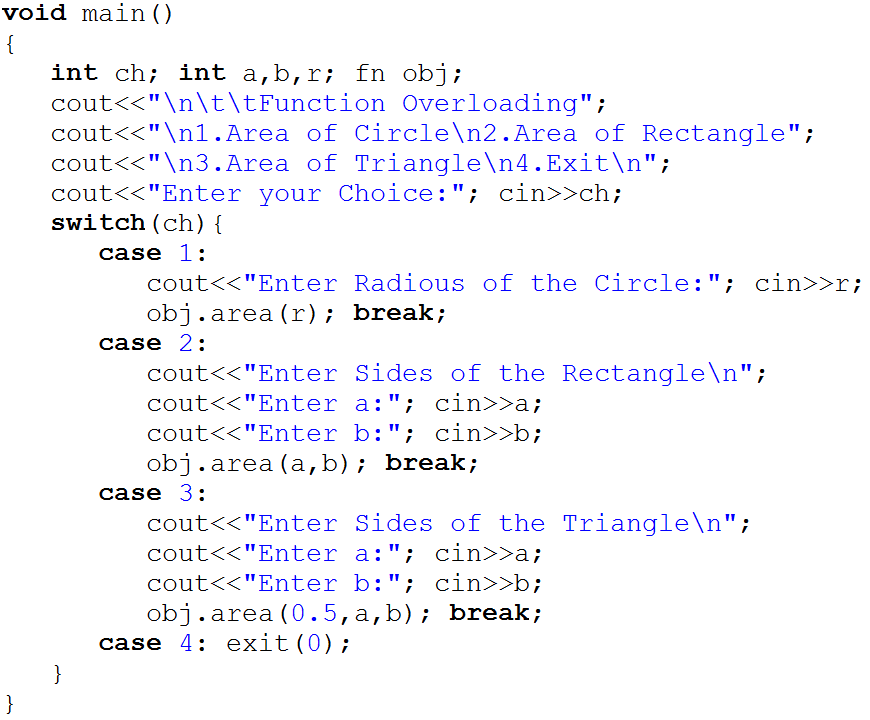 void main()
{
int ch; int a,b,r; fn obj;
cout<<"\n\t\tFunction Overloading";
cout<<"\n1.Area of Circle\n2.Area of Rectangle";
cout<<"\n3.Area of Triangle\n4.Exit\n";
cout<<"Enter your Choice:"; cin>>ch;
switch(ch){
case 1:
cout<<"Enter Radious of the Circle:"; cin>>r;
obj.area(r); break;
case 2:
cout<<"Enter Sides of the Rectangle\n";
cout<<"Enter a:"; cin>>a;
cout<<"Enter b:"; cin>>b;
obj.area(a,b); break;
case 3:
cout<<"Enter Sides of the Triangle\n";
cout<<"Enter a:"; cin>>a;
cout<<"Enter b:"; cin>>b;
obj.area(0.5,a,b); break;
case 4: exit(0);
}
}